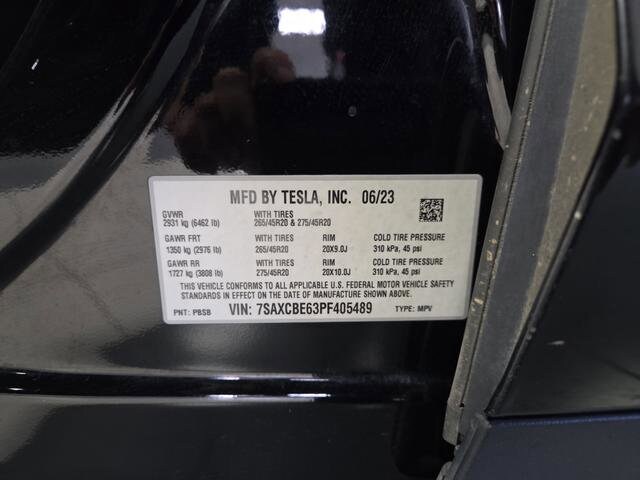 MFD BY TESLA, INC. 06/23
GVWR WITH TIRES
2931 kg (6462 lb) 265/45R20 & 275/45R20
GAWR FRT WITH TIRES RIM COLD TIRE PRESSURE
1350 kg (2976 lb) 265/45R20 20X9.0J 310 kPa, 45 psi
GAWR RR WITH TIRES RIM COLD TIRE PRESSURE
1727 kg (3808 lb) 275/45R20 20X10.0J 310 kPa, 45 psi
THIS VEHICLE CONFORMS TO ALL APPLICABLE U.S. FEDERAL MOTOR VEHICLE SAFETY
STANDARDS IN EFFECT ON THE DATE OF MANUFACTURE SHOWN ABOVE.
PNT: PBSB VIN: 7SAXCBE63PF405489 TYPE: MPV